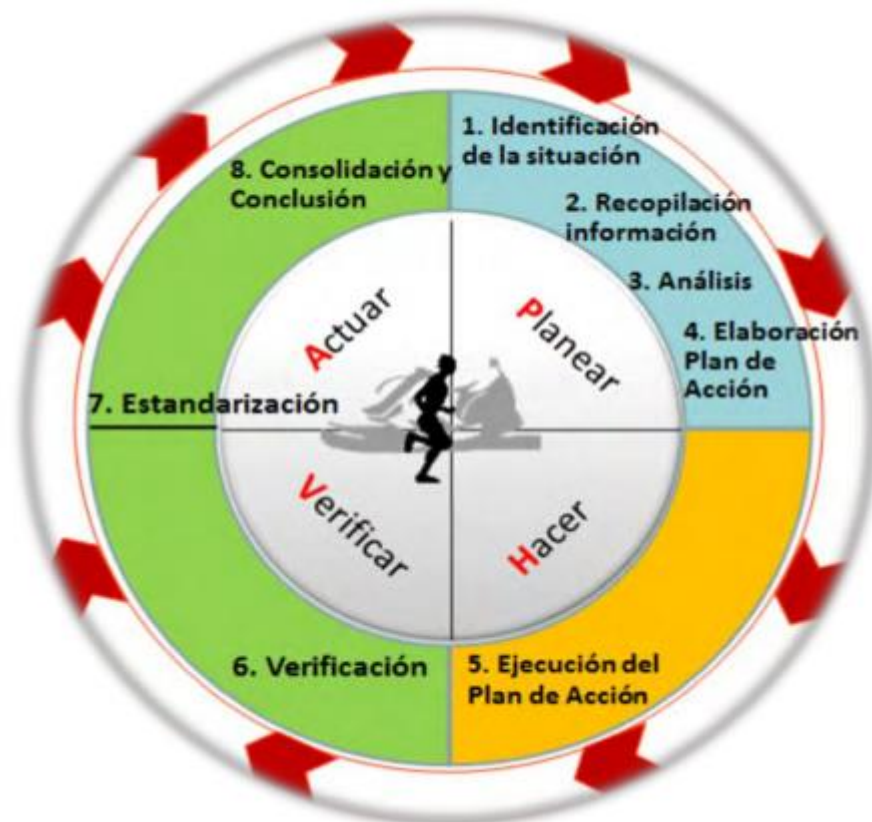 1. Identificación
de la situación
2. Recopilación
información
3. Análisis
4. Elaboración
Plan de
Acción
5. Ejecución del
Plan de Acción
6. Verificación
7. Estandarización
8. Consolidación y
Conclusión
Planear
Hacer
Verificar
Actuar